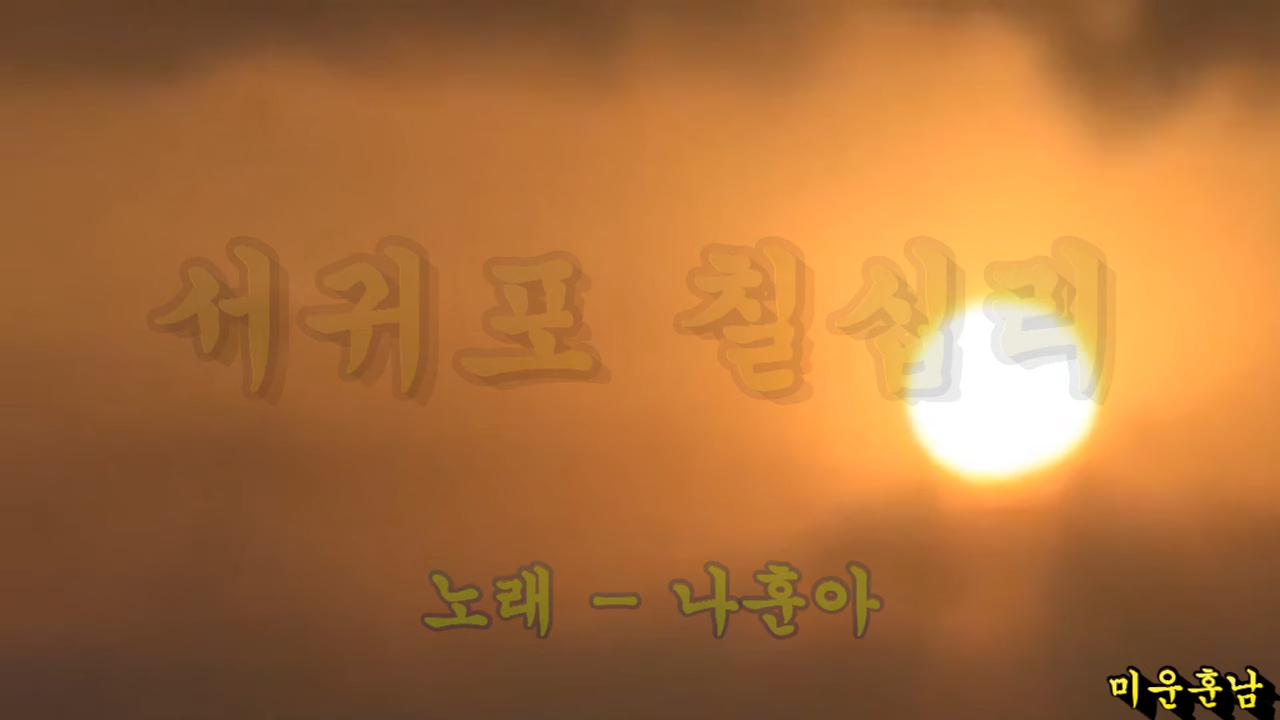 서귀포 칠십리
노래 - 나훈아
미운훈남